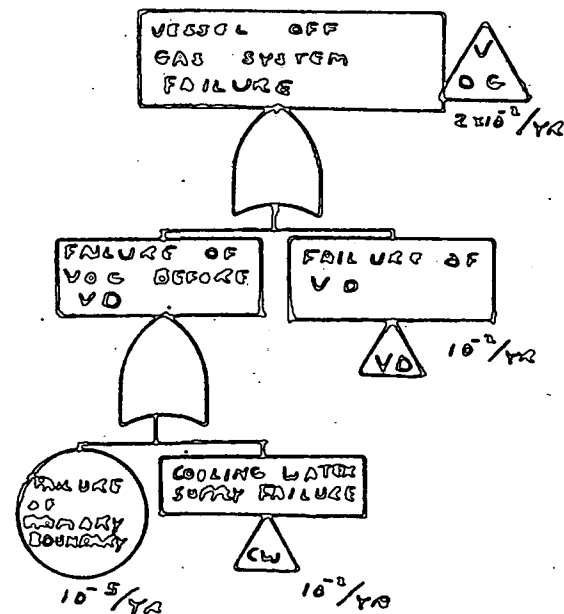 VESSEL OFF
GAS SYSTEM
FAILURE
V
OG
2x10⁻²/YR
FAILURE OF
VOG BEFORE
VD
FAILURE OF
VD
VD
10⁻²/YR
FAILURE
OF
PRIMARY
BOUNDARY
10⁻⁵/YR
COOLING WATER
SUPPLY FAILURE
CW
10⁻²/YR